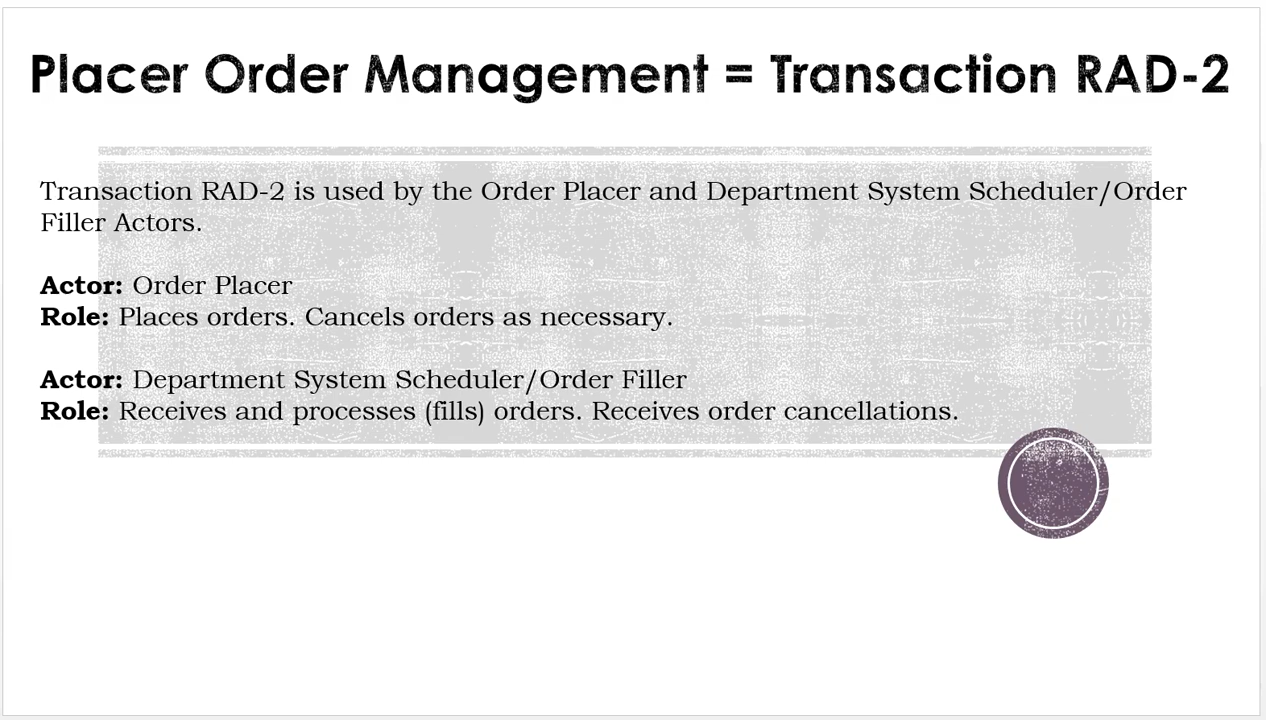 Placer Order Management = Transaction RAD-2
Transaction RAD-2 is used by the Order Placer and Department System Scheduler/Order
Filler Actors.
Actor: Order Placer
Role: Places orders. Cancels orders as necessary.
Actor: Department System Scheduler/Order Filler
Role: Receives and processes (fills) orders. Receives order cancellations.